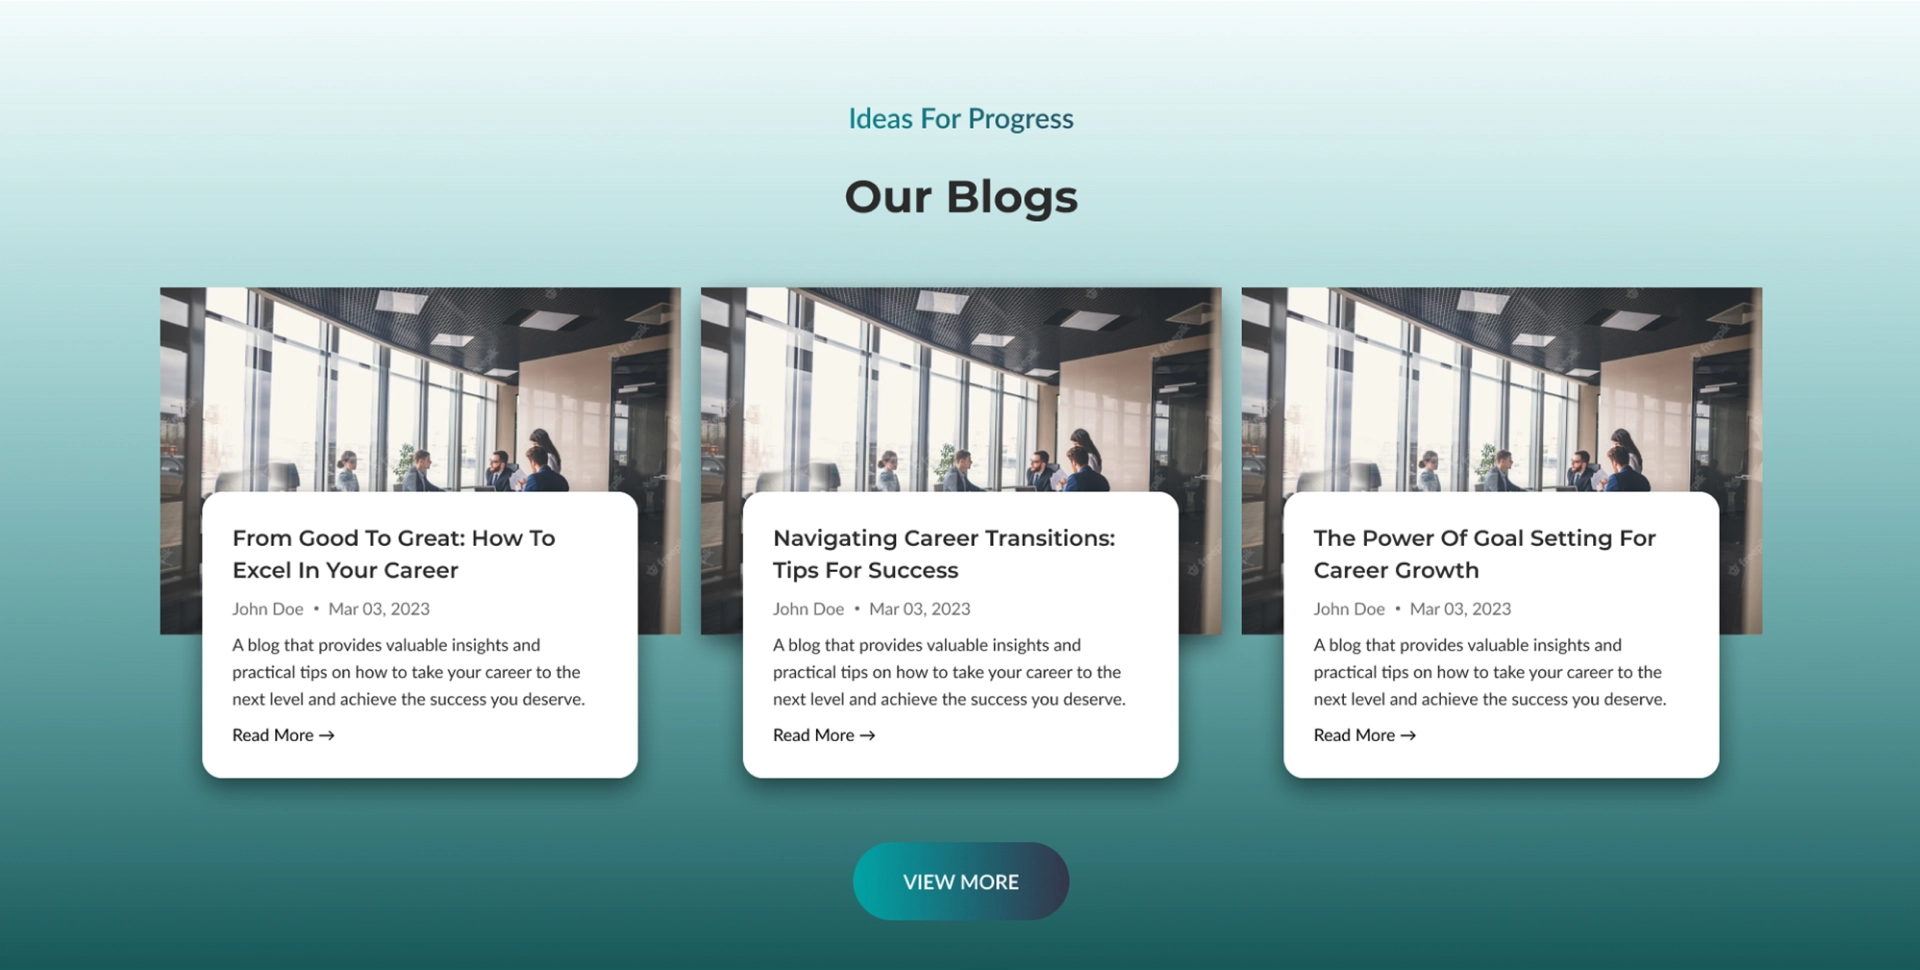 Ideas For Progress
Our Blogs
From Good To Great: How To
Excel In Your Career
John Doe • Mar 03, 2023
A blog that provides valuable insights and
practical tips on how to take your career to the
next level and achieve the success you deserve.
Read More →
Navigating Career Transitions:
Tips For Success
John Doe • Mar 03, 2023
A blog that provides valuable insights and
practical tips on how to take your career to the
next level and achieve the success you deserve.
Read More →
The Power Of Goal Setting For
Career Growth
John Doe • Mar 03, 2023
A blog that provides valuable insights and
practical tips on how to take your career to the
next level and achieve the success you deserve.
Read More →
VIEW MORE